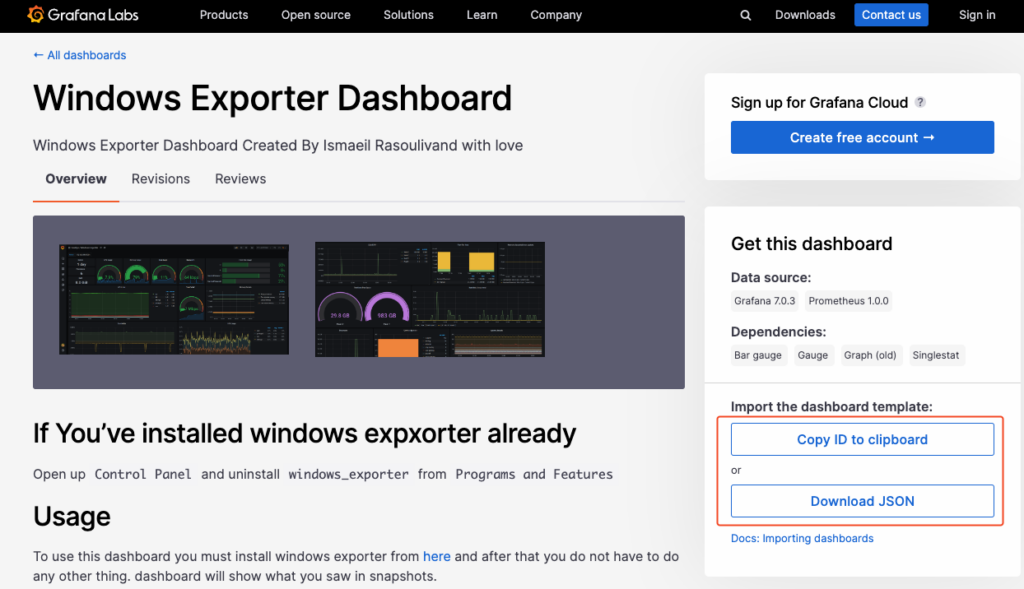 Grafana Labs
Products
Open source
Solutions
Learn
Company
Downloads
Contact us
Sign in
← All dashboards
Windows Exporter Dashboard
Windows Exporter Dashboard Created By Ismaeil Rasoulivand with love
Overview
Revisions
Reviews
29.8 GB
983 GB
If You've installed windows expxorter already
Open up Control Panel and uninstall windows_exporter from Programs and Features
Usage
To use this dashboard you must install windows exporter from here and after that you do not have to do
any other thing. dashboard will show what you saw in snapshots.
Sign up for Grafana Cloud ?
Create free account →
Get this dashboard
Data source:
Grafana 7.0.3
Prometheus 1.0.0
Dependencies:
Bar gauge
Gauge
Graph (old)
Singlestat
Import the dashboard template:
Copy ID to clipboard
or
Download JSON
Docs: Importing dashboards